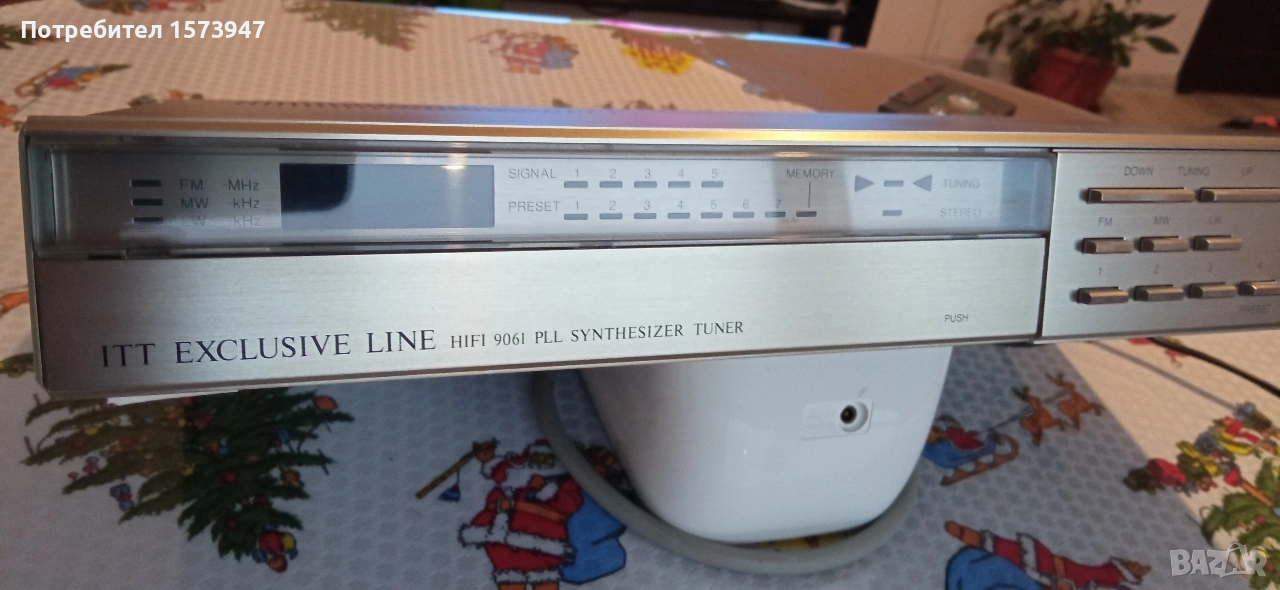 Потребител 1573947
FM MHz
MW kHz
LW kHz
SIGNAL 1 2 3 4 5
PRESET 1 2 3 4 5 6 7
MEMORY
TUNING
STEREO
DOWN TUNING UP
FM MW LW
1 2 3 4
PRESET
ITT EXCLUSIVE LINE HIFI 9061 PLL SYNTHESIZER TUNER
PUSH
BAZAR